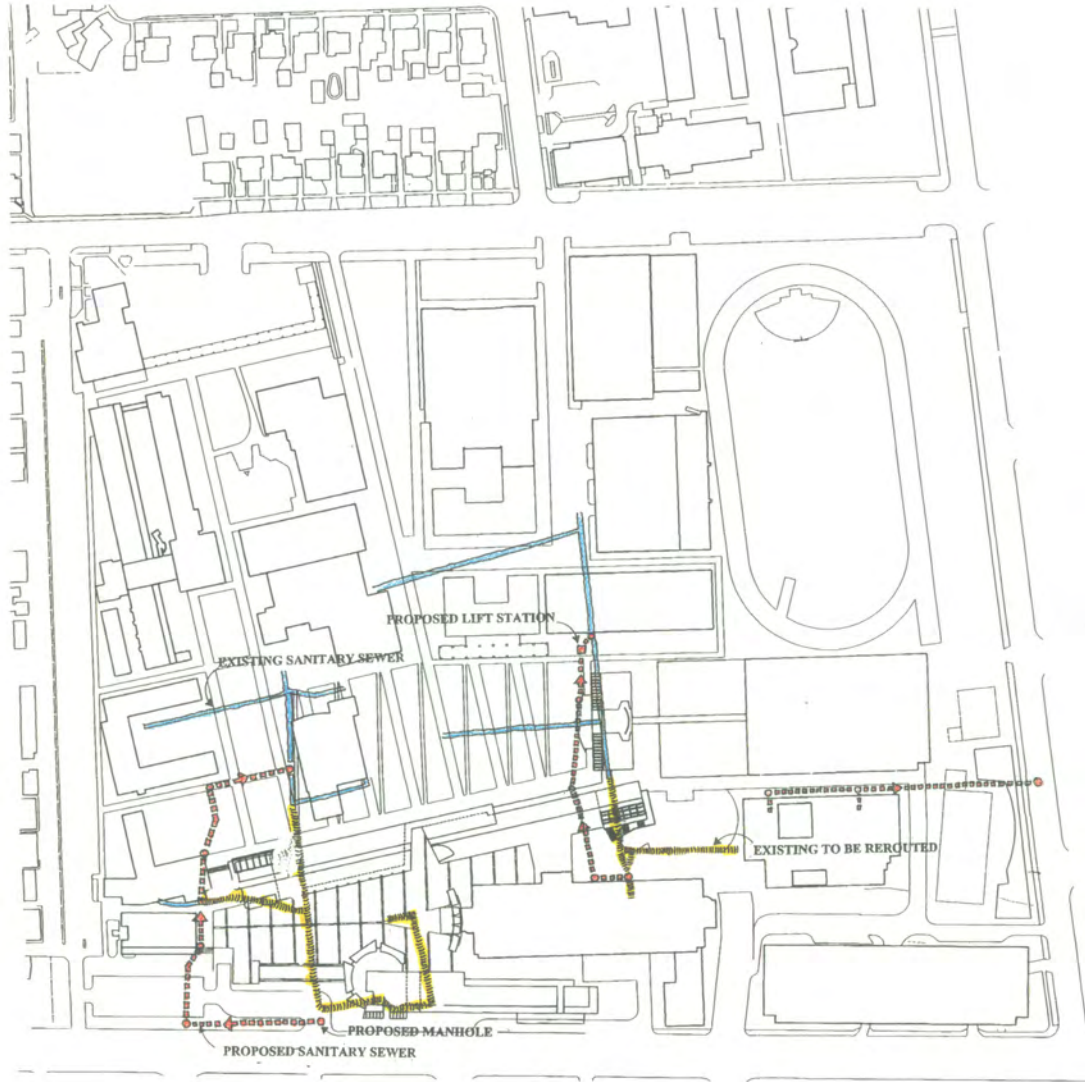 PROPOSED LIFT STATION
EXISTING SANITARY SEWER
EXISTING TO BE REROUTED
PROPOSED MANHOLE
PROPOSED SANITARY SEWER